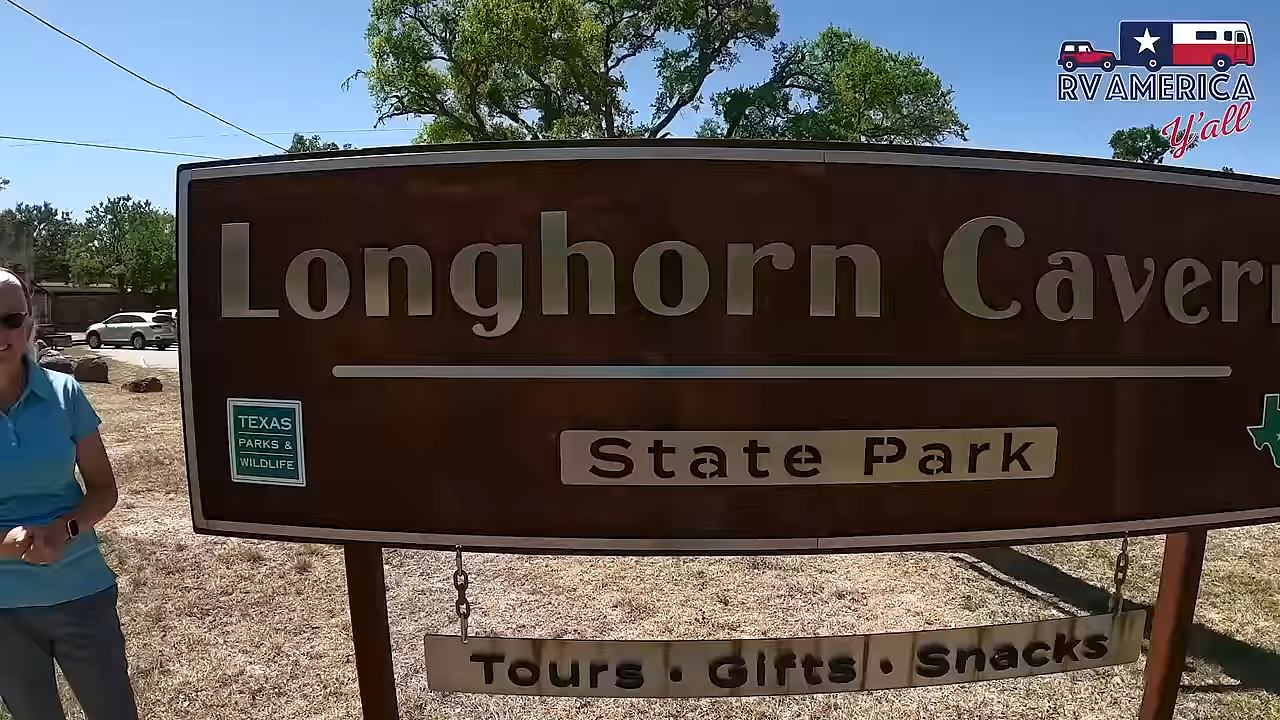 RV AMERICA
Y'all
Longhorn Cavern
TEXAS
PARKS &
WILDLIFE
State Park
Tours • Gifts • Snacks